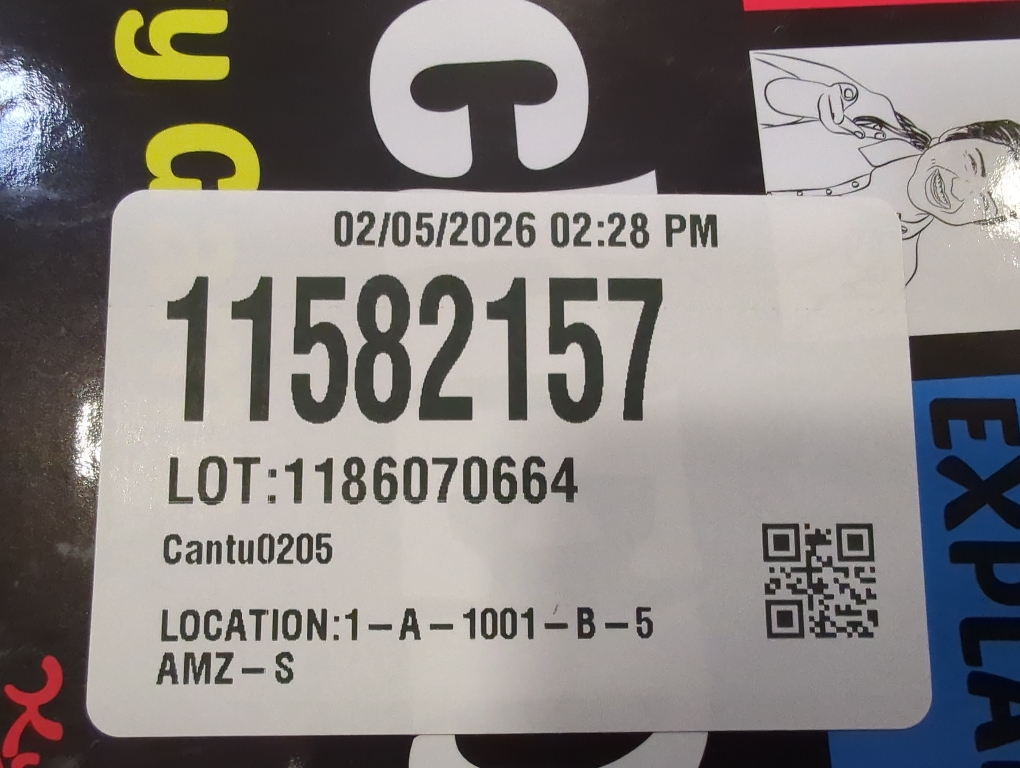 02/05/2026 02:28 PM
11582157
LOT:1186070664
Cantu0205
LOCATION:1-A-1001-B-5
AMZ-S